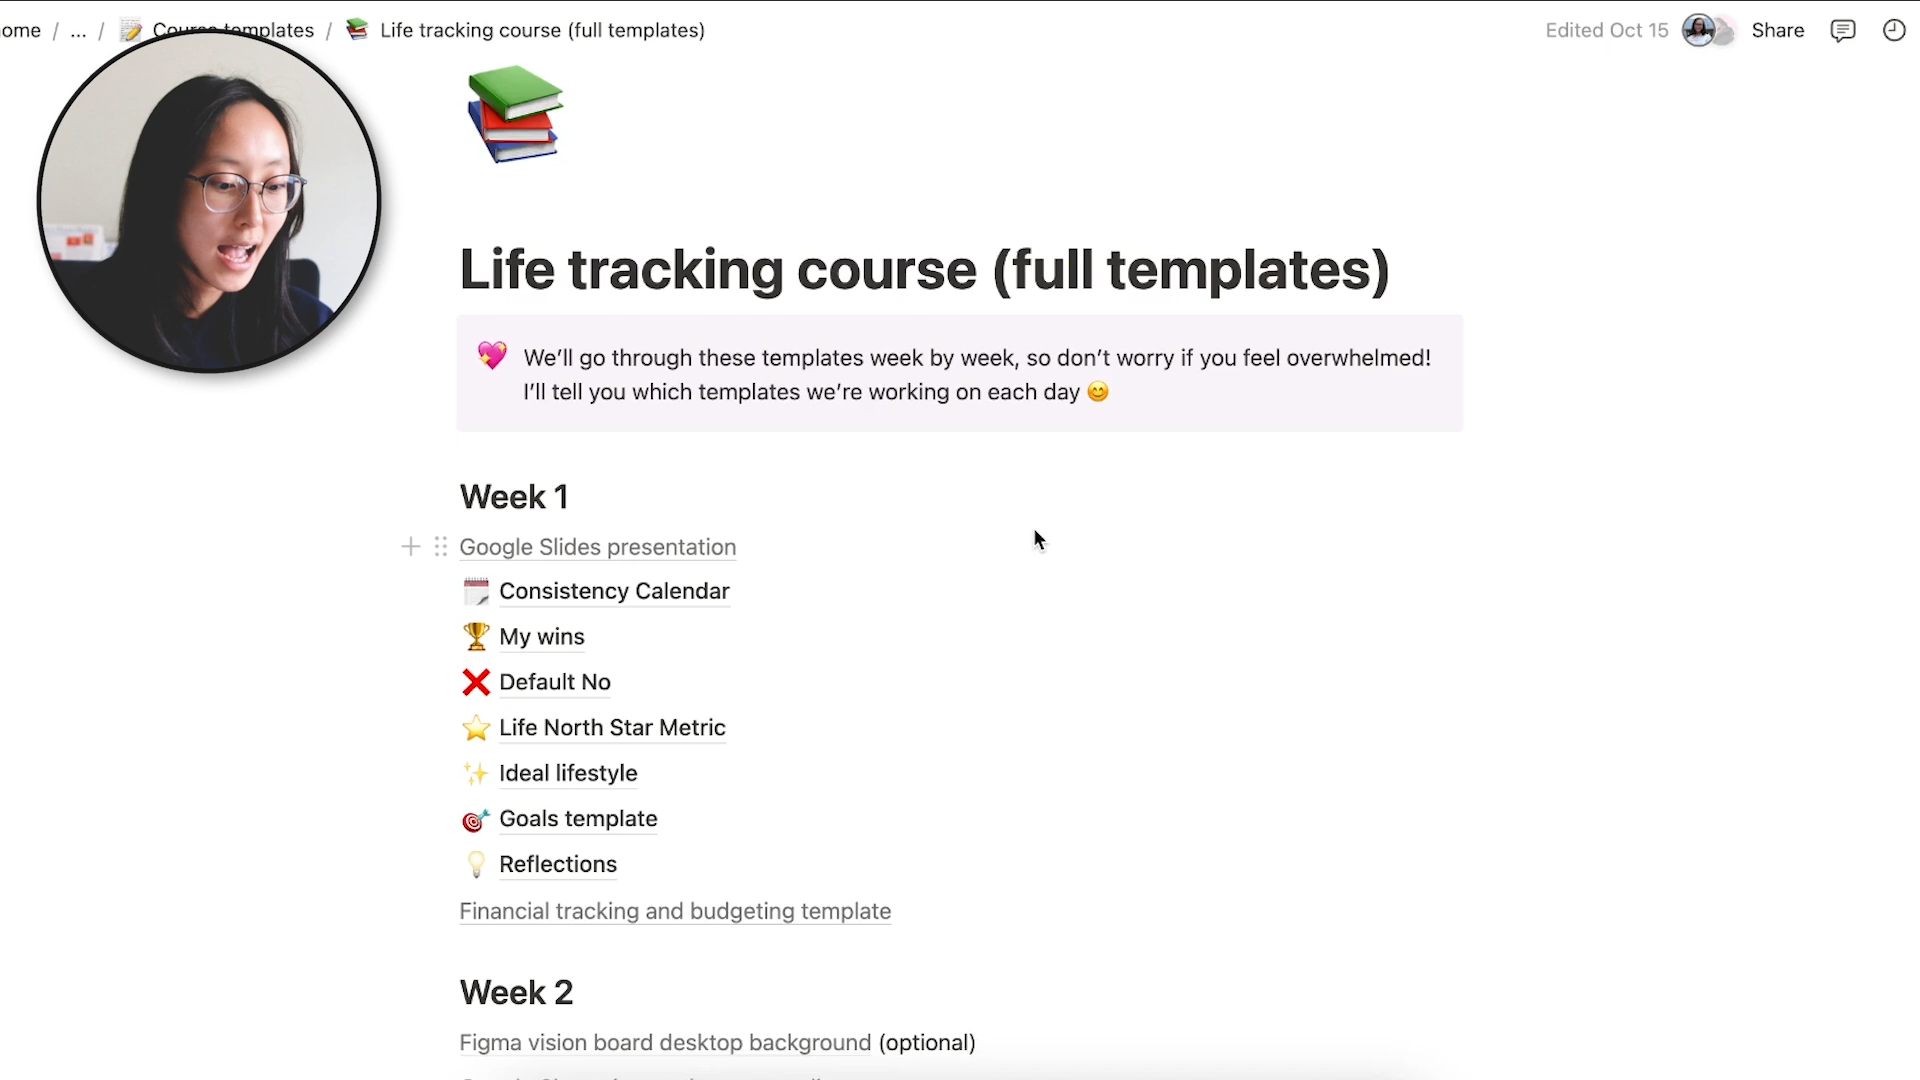 ome / ... / Course templates / Life tracking course (full templates)
Edited Oct 15 Share
Life tracking course (full templates)
We’ll go through these templates week by week, so don’t worry if you feel overwhelmed!
I’ll tell you which templates we’re working on each day
Week 1
Google Slides presentation
Consistency Calendar
My wins
Default No
Life North Star Metric
Ideal lifestyle
Goals template
Reflections
Financial tracking and budgeting template
Week 2
Figma vision board desktop background (optional)